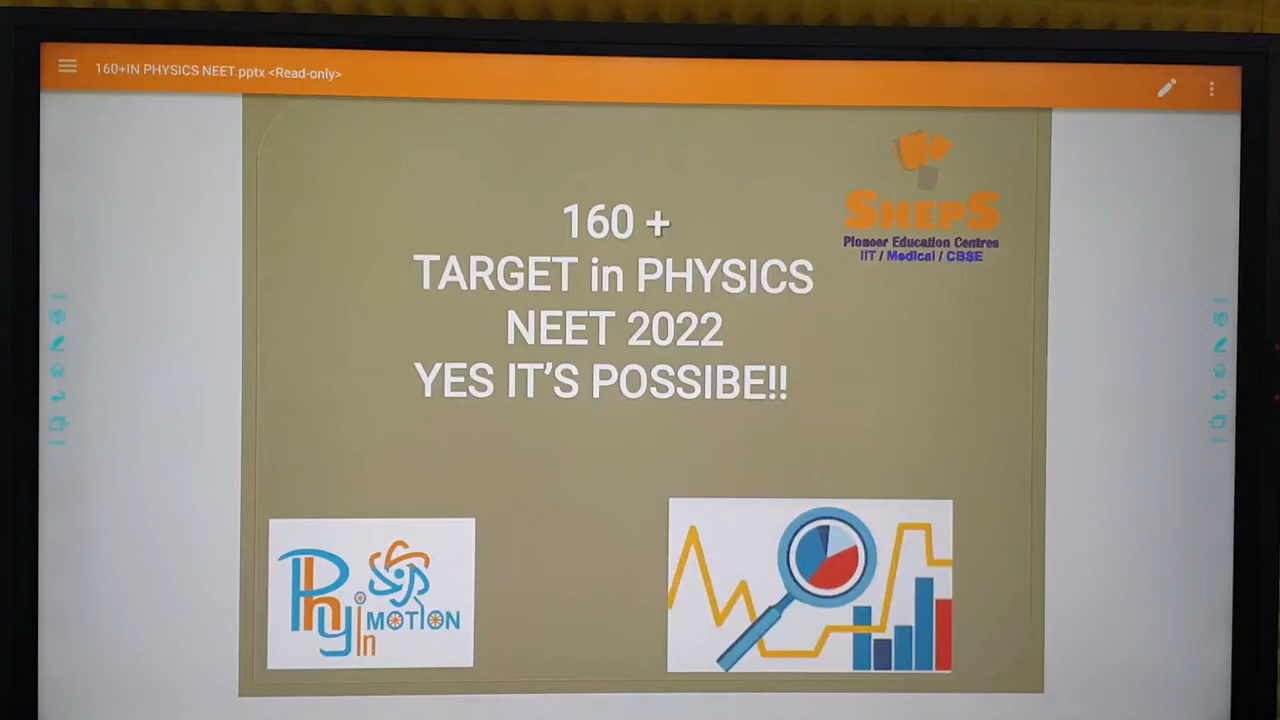 160+IN PHYSICS NEET.pptx <Read-only>
SHEPS
Pioneer Education Centres
IIT / Medical / CBSE
160 +
TARGET in PHYSICS
NEET 2022
YES IT'S POSSIBE!!
Phy in MOTION